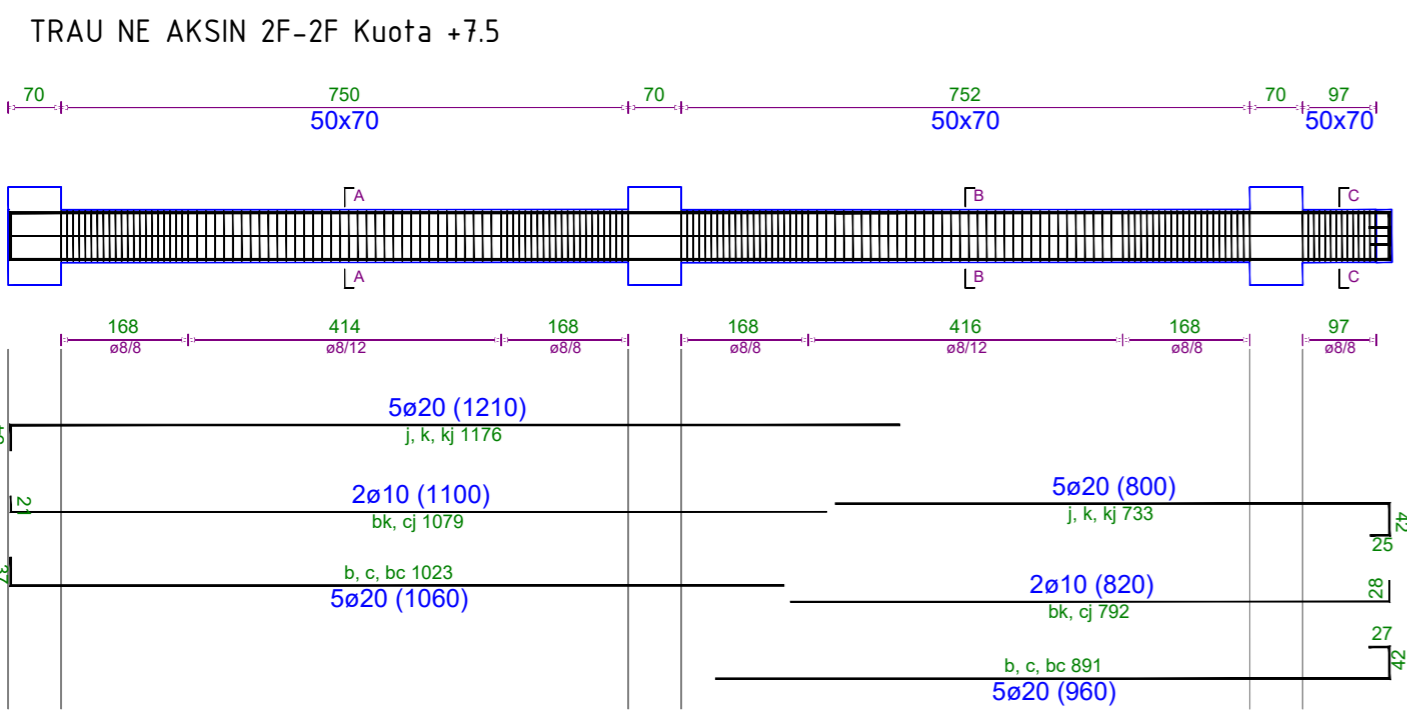 TRAU NE AKSIN 2F-2F Kuota +7.5
70 750 70 752 70 97
50x70 50x70 50x70
A B C
A B C
168 414 168 168 416 168 97
ø8/8 ø8/12 ø8/8 ø8/8 ø8/12 ø8/8 ø8/8
5ø20 (1210)
j, k, kj 1176
2ø10 (1100) 5ø20 (800)
21 bk, cj 1079 j, k, kj 733 42
25
37 b, c, bc 1023 2ø10 (820) 28
5ø20 (1060) bk, cj 792
27
b, c, bc 891 42
5ø20 (960)